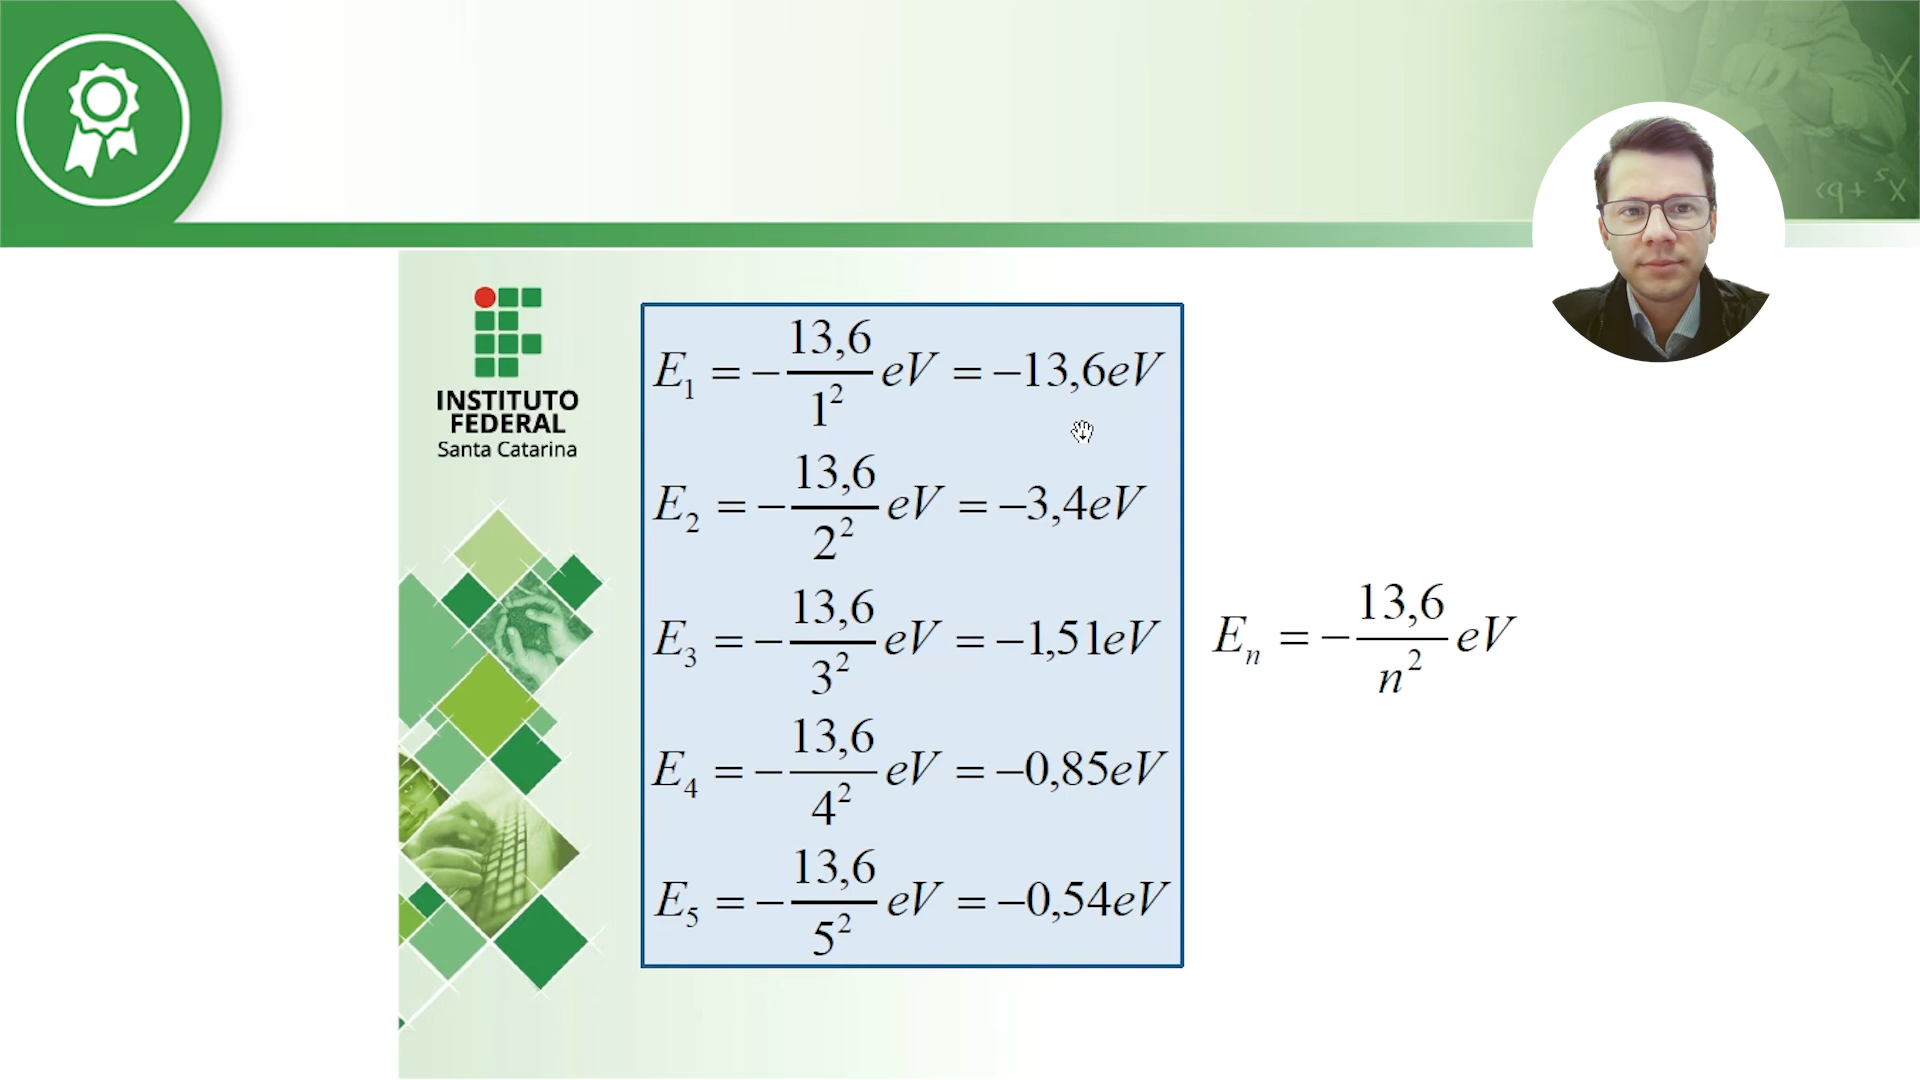 INSTITUTO
FEDERAL
Santa Catarina
E₁ = −13,6/1² eV = −13,6eV
E₂ = −13,6/2² eV = −3,4eV
E₃ = −13,6/3² eV = −1,51eV
E₄ = −13,6/4² eV = −0,85eV
E₅ = −13,6/5² eV = −0,54eV
Eₙ = −13,6/n² eV